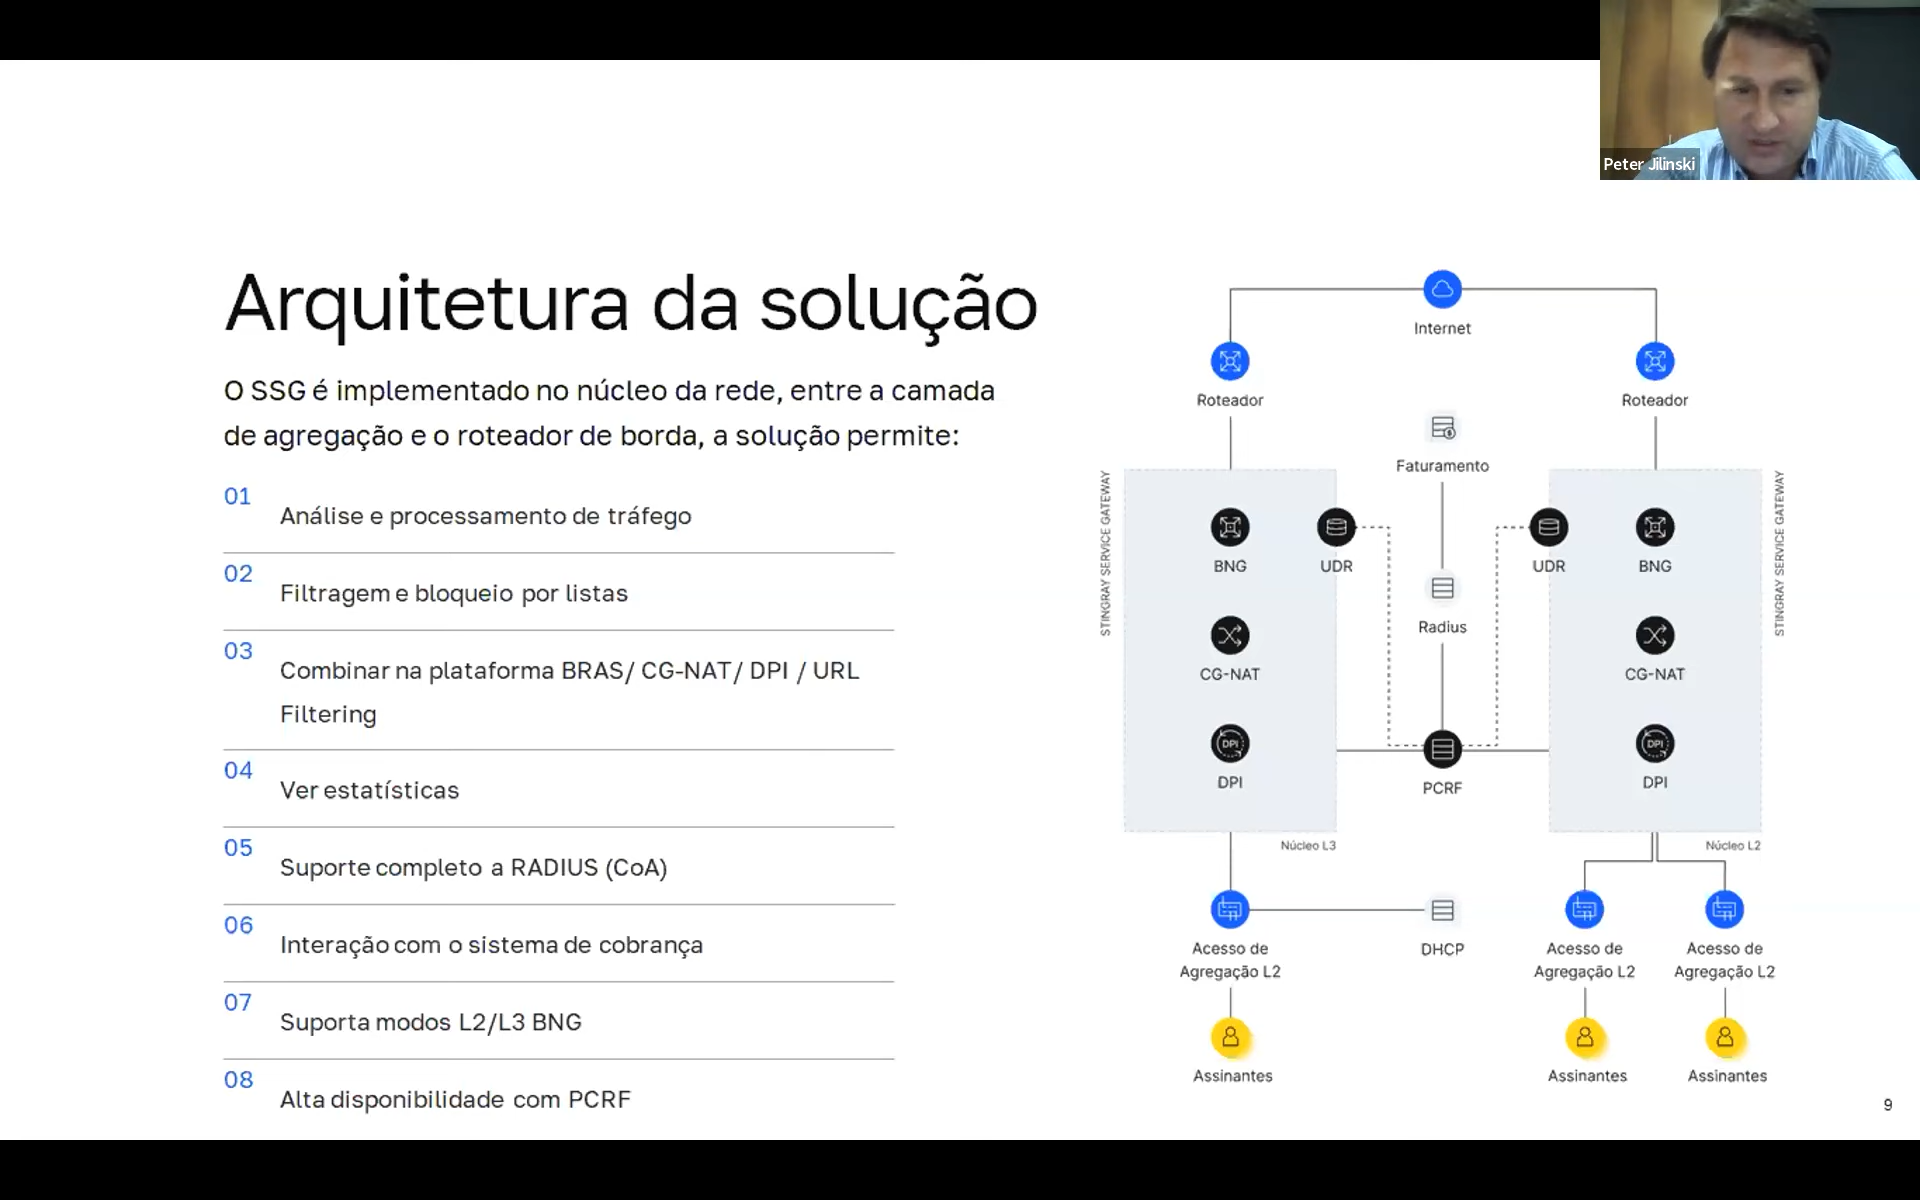 Peter Jilinski
Arquitetura da solução
O SSG é implementado no núcleo da rede, entre a camada
de agregação e o roteador de borda, a solução permite:
01
Análise e processamento de tráfego
02
Filtragem e bloqueio por listas
03
Combinar na plataforma BRAS/ CG-NAT/ DPI / URL
Filtering
04
Ver estatísticas
05
Suporte completo a RADIUS (CoA)
06
Interação com o sistema de cobrança
07
Suporta modos L2/L3 BNG
08
Alta disponibilidade com PCRF
Internet
Roteador
Roteador
Faturamento
STINGRAY SERVICE GATEWAY
STINGRAY SERVICE GATEWAY
BNG
UDR
UDR
BNG
Radius
CG-NAT
CG-NAT
DPI
DPI
DPI
PCRF
DPI
Núcleo L3
Núcleo L2
Acesso de
Agregação L2
DHCP
Acesso de
Agregação L2
Acesso de
Agregação L2
Assinantes
Assinantes
Assinantes
9